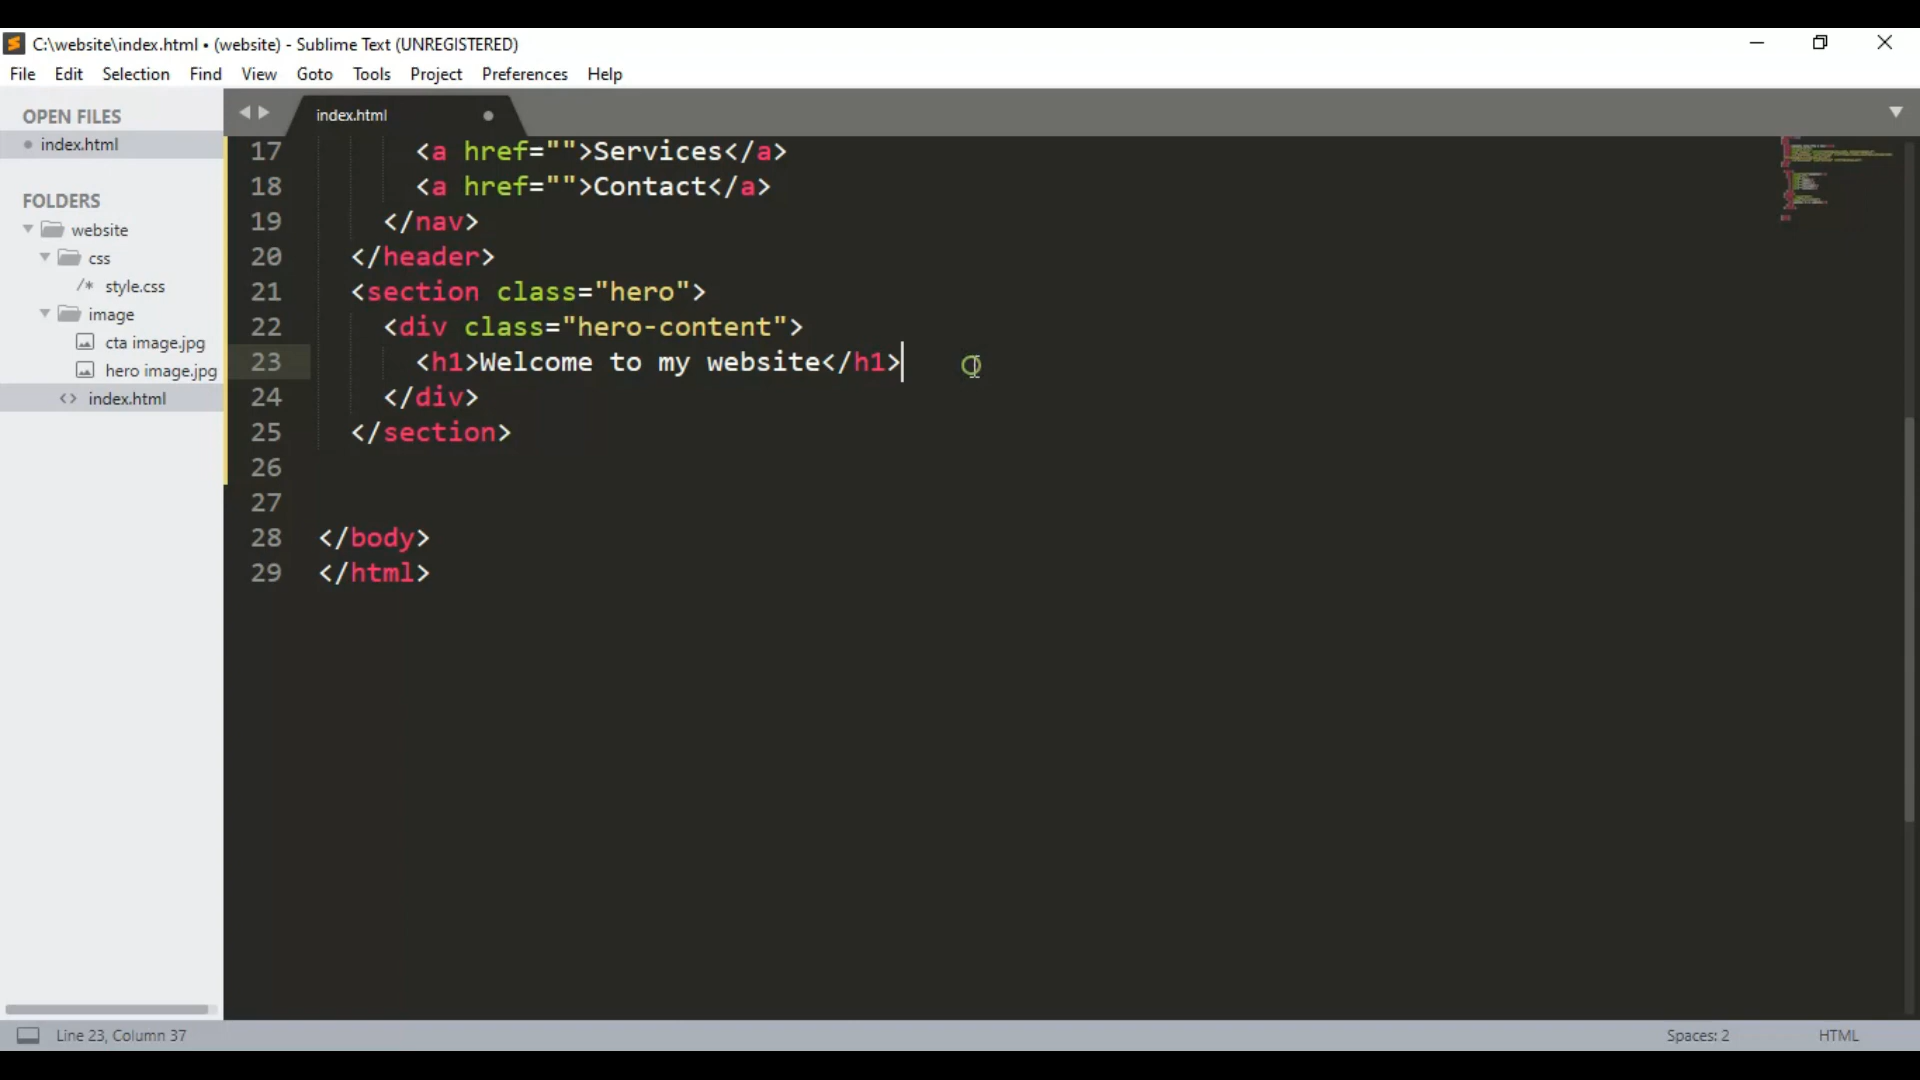 C:\website\index.html • (website) - Sublime Text (UNREGISTERED)
File Edit Selection Find View Goto Tools Project Preferences Help
OPEN FILES
index.html
FOLDERS
website
css
/* style.css
image
cta image.jpg
hero image.jpg
<> index.html
index.html
17 <a href="">Services</a>
18 <a href="">Contact</a>
19 </nav>
20 </header>
21 <section class="hero">
22 <div class="hero-content">
23 <h1>Welcome to my website</h1>
24 </div>
25 </section>
26
27
28 </body>
29 </html>
Line 23, Column 37
Spaces: 2
HTML